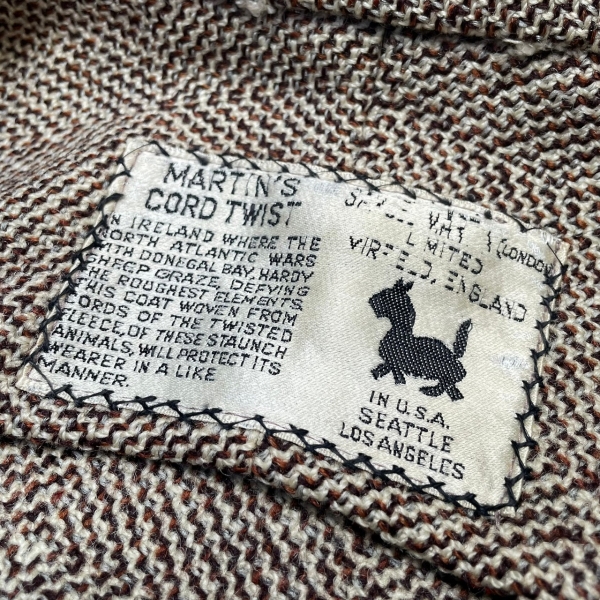 MARTIN'S
CORD TWIST
IN IRELAND WHERE THE
NORTH ATLANTIC WARS
WITH DONEGAL BAY, HARDY
SHEEP GRAZE, DEFYING
THE ROUGHEST ELEMENTS.
THIS COAT WOVEN FROM
CORDS OF THE TWISTED
FLEECE, OF THESE STAUNCH
ANIMALS, WILL PROTECT ITS
WEARER IN A LIKE
MANNER.
(LONDON)
LIMITED
ENGLAND
IN U.S.A.
SEATTLE
LOS ANGELES